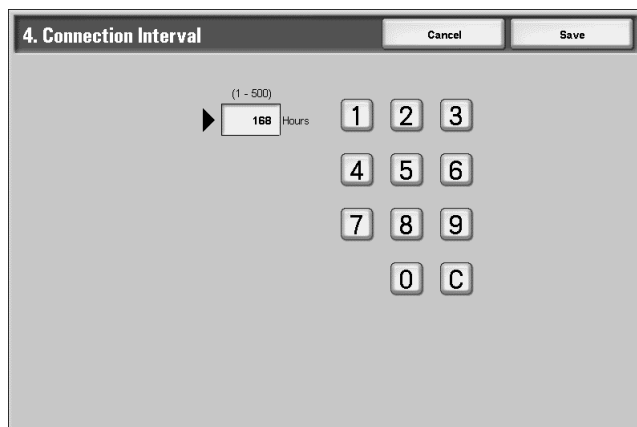 4. Connection Interval
Cancel
Save
(1 - 500)
168 Hours
1 2 3
4 5 6
7 8 9
0 C